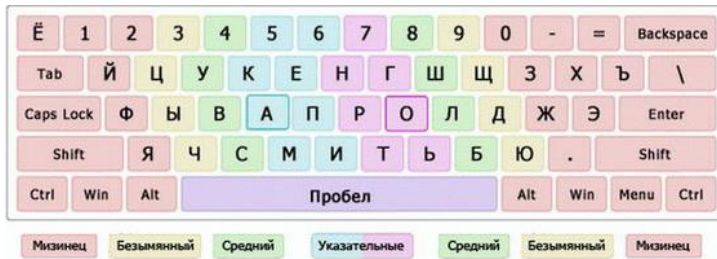 Ё 1 2 3 4 5 6 7 8 9 0 - = Backspace
Tab Й Ц У К Е Н Г Ш Щ З Х Ъ \
Caps Lock Ф Ы В А П Р О Л Д Ж Э Enter
Shift Я Ч С М И Т Ь Б Ю . Shift
Ctrl Win Alt Пробел Alt Win Menu Ctrl
Мизинец Безымянный Средний Указательные Средний Безымянный Мизинец